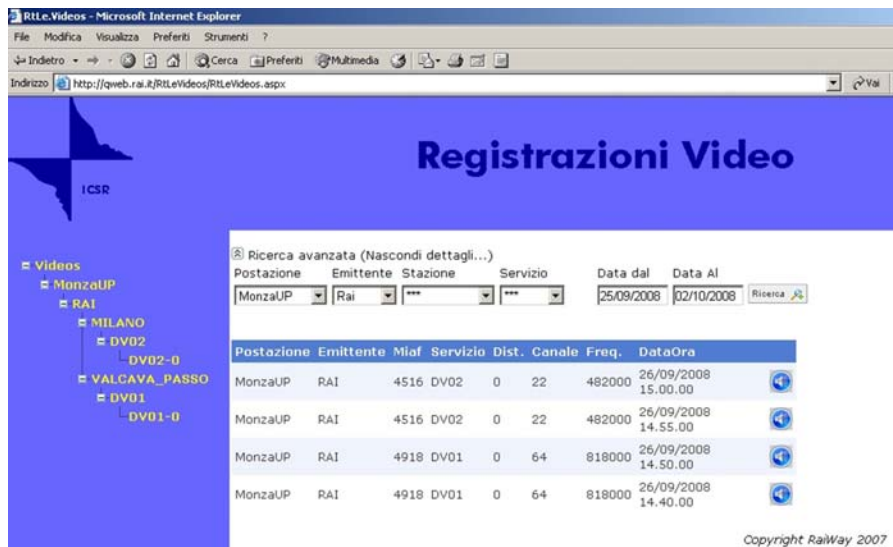 RtLe.Videos - Microsoft Internet Explorer
File Modifica Visualizza Preferiti Strumenti ?
Indietro Cerca Preferiti Multimedia
Indirizzo http://qweb.rai.it/RtLeVideos/RtLeVideos.aspx Vai
ICSR
Registrazioni Video
Videos
MonzaUP
RAI
MILANO
DV02
DV02-0
VALCAVA_PASSO
DV01
DV01-0
Ricerca avanzata (Nascondi dettagli...)
Postazione Emittente Stazione Servizio Data dal Data Al
MonzaUP Rai *** *** 25/09/2008 02/10/2008 Ricerca
Postazione Emittente Miaf Servizio Dist. Canale Freq. DataOra
MonzaUP RAI 4516 DV02 0 22 482000 26/09/2008
15.00.00
MonzaUP RAI 4516 DV02 0 22 482000 26/09/2008
14.55.00
MonzaUP RAI 4918 DV01 0 64 818000 26/09/2008
14.50.00
MonzaUP RAI 4918 DV01 0 64 818000 26/09/2008
14.40.00
Copyright RaiWay 2007